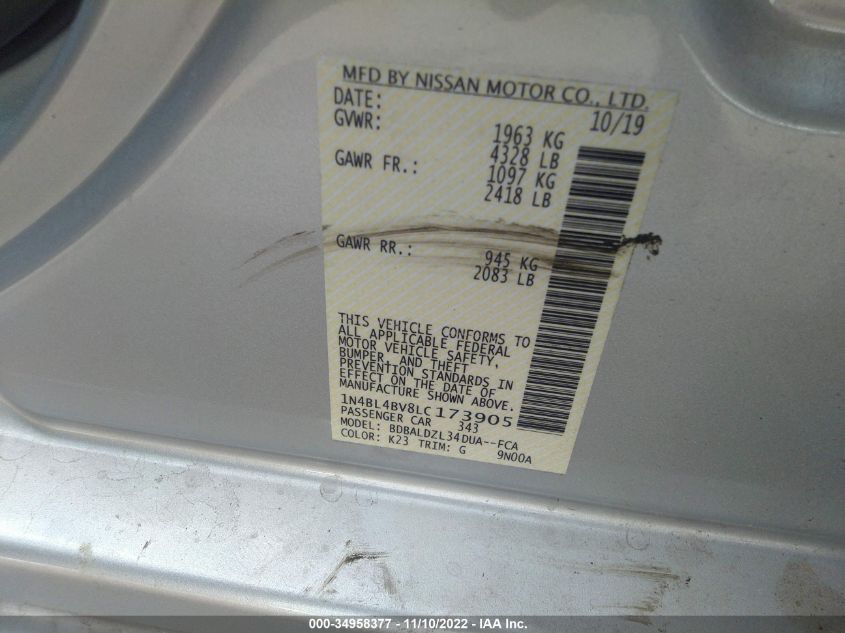 MFD BY NISSAN MOTOR CO., LTD.
DATE: 10/19
GVWR: 1963 KG
4328 LB
GAWR FR.: 1097 KG
2418 LB
GAWR RR.: 945 KG
2083 LB
THIS VEHICLE CONFORMS TO
ALL APPLICABLE FEDERAL
MOTOR VEHICLE SAFETY,
BUMPER, AND THEFT
PREVENTION STANDARDS IN
EFFECT ON THE DATE OF
MANUFACTURE SHOWN ABOVE.
1N4BL4BV8LC173905
PASSENGER CAR 343
MODEL: BDBALDZL34DUA--FCA
COLOR: K23 TRIM: G 9N00A
000-34958377 - 11/10/2022 - IAA Inc.